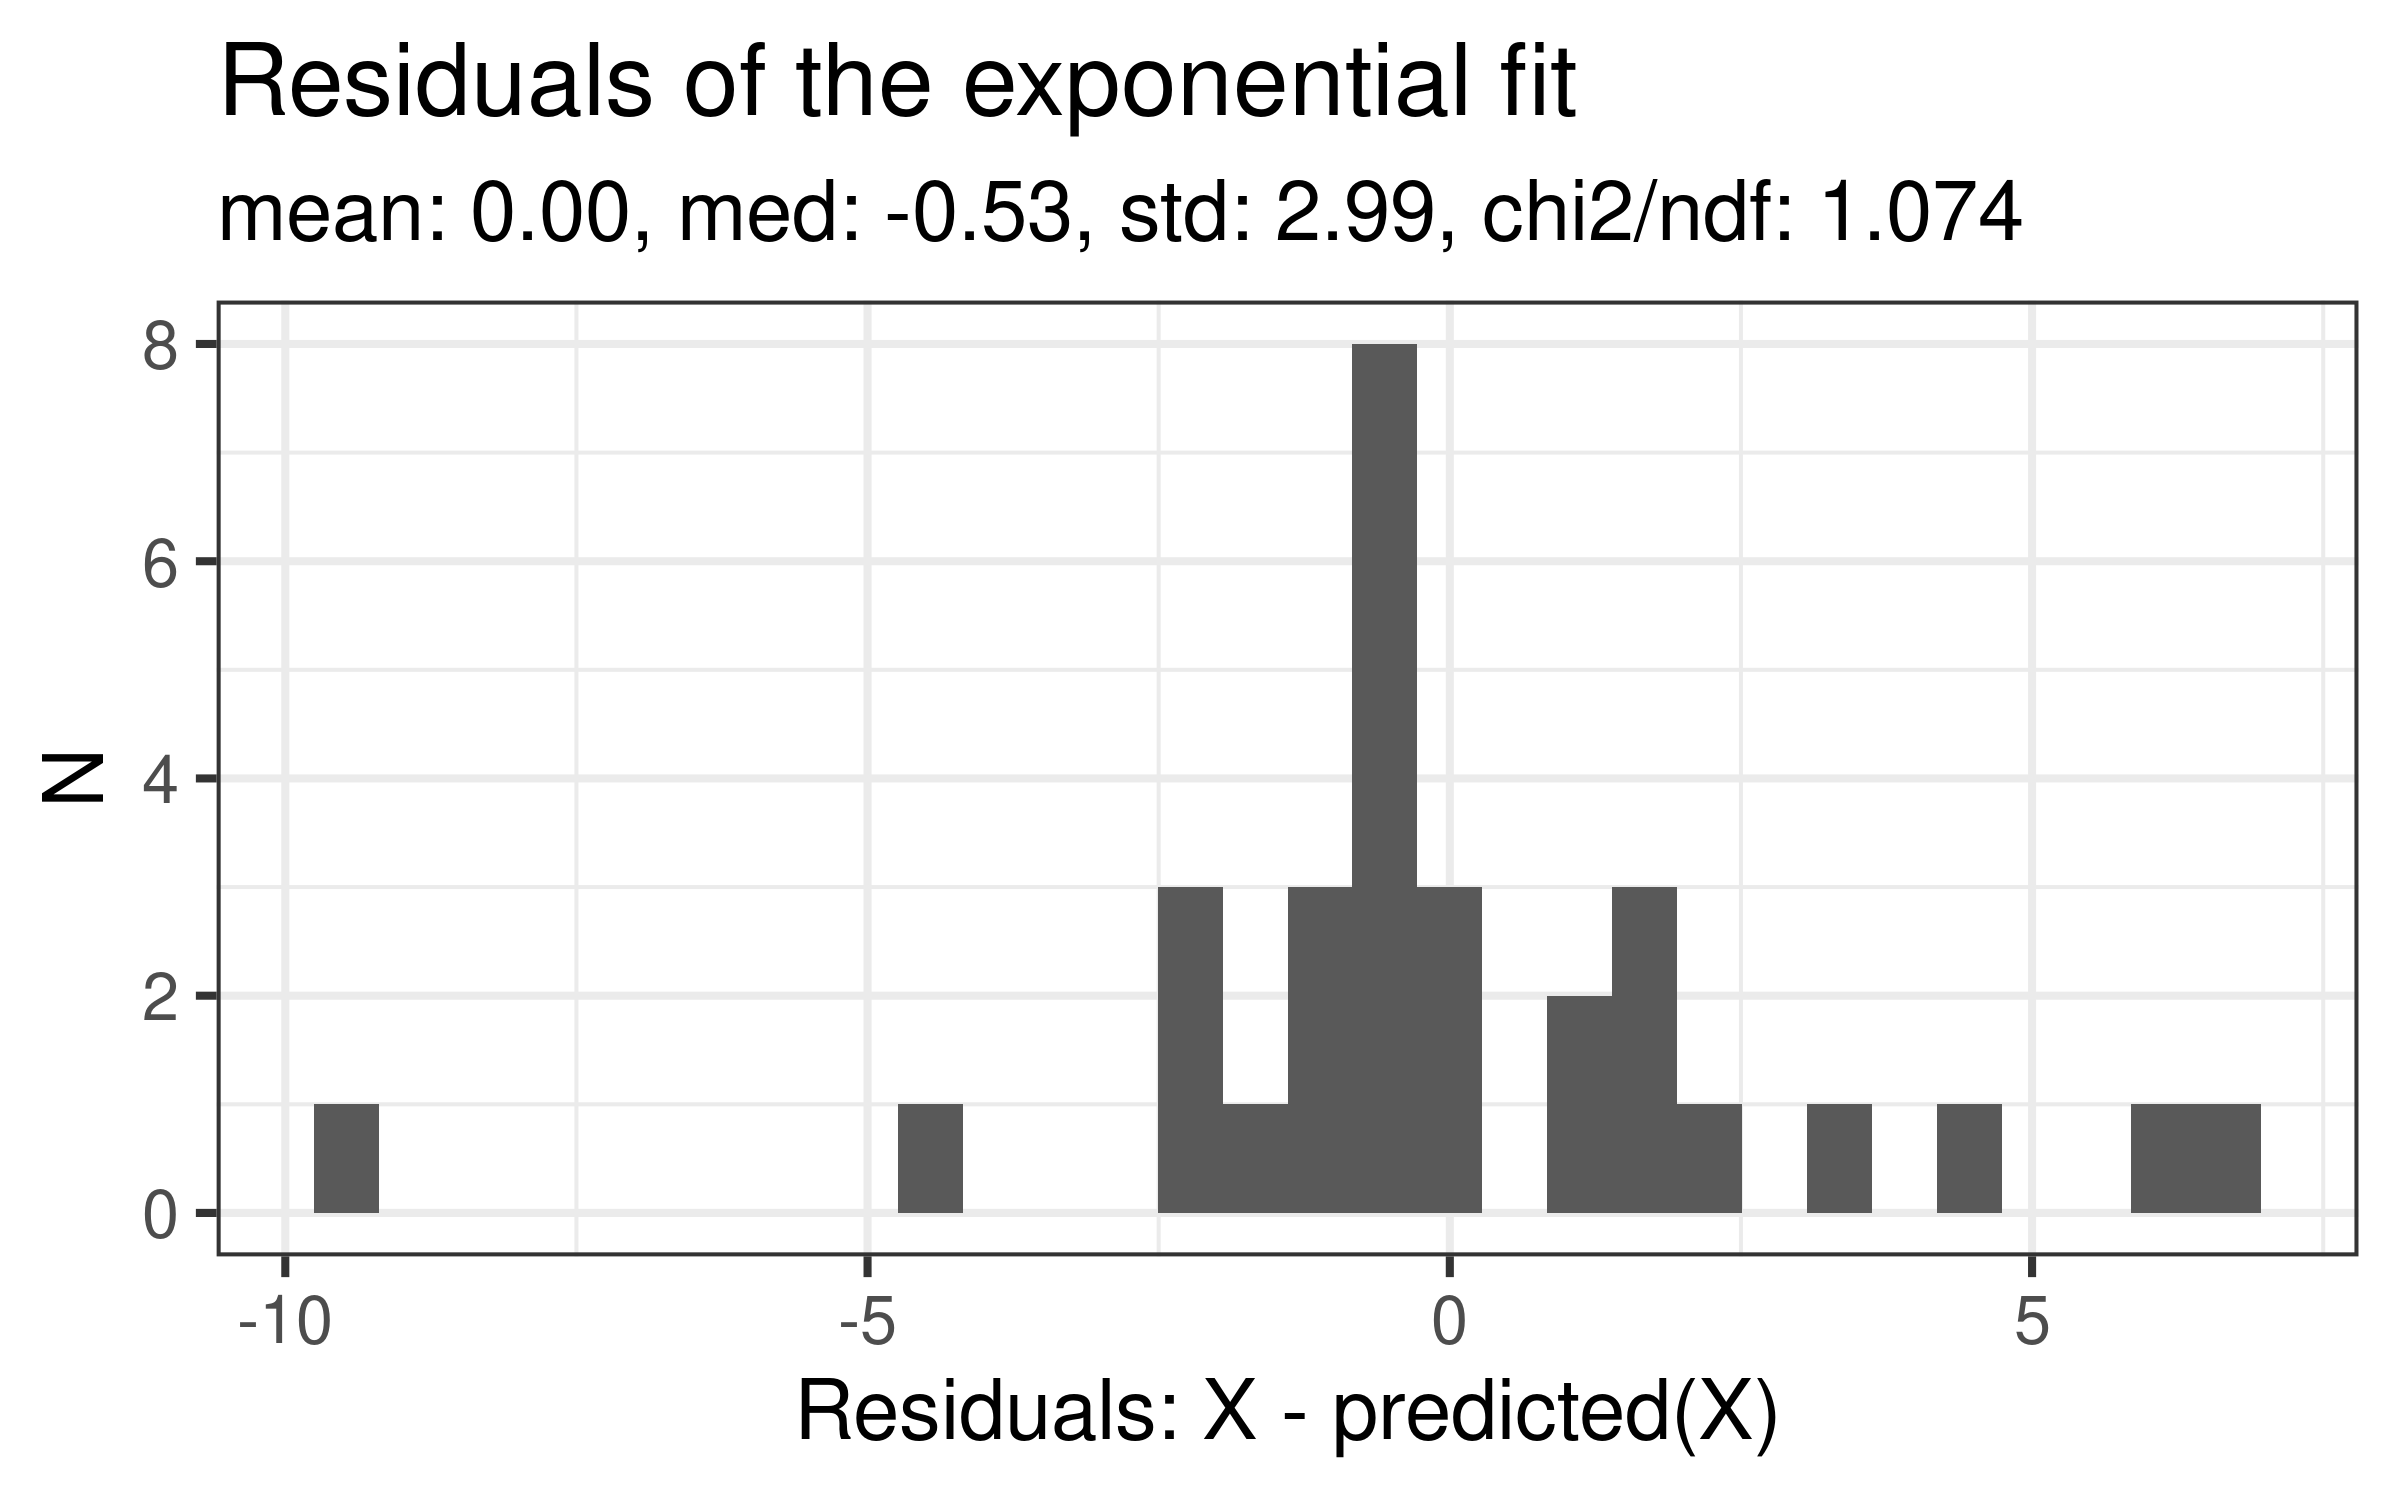 Residuals of the exponential fit
mean: 0.00, med: -0.53, std: 2.99, chi2/ndf: 1.074
8
6
4
2
0
N
-10 -5 0 5
Residuals: X - predicted(X)